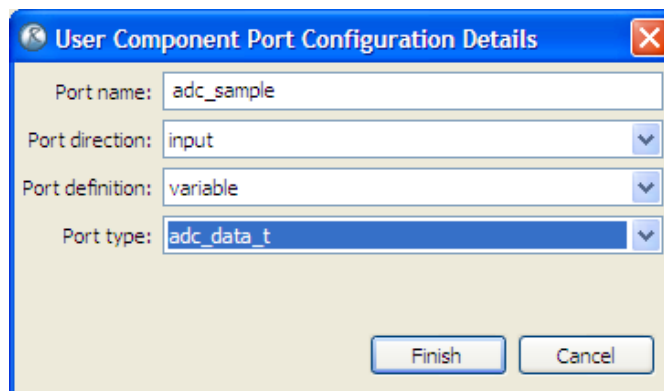 User Component Port Configuration Details
Port name: adc_sample
Port direction: input
Port definition: variable
Port type: adc_data_t
Finish Cancel